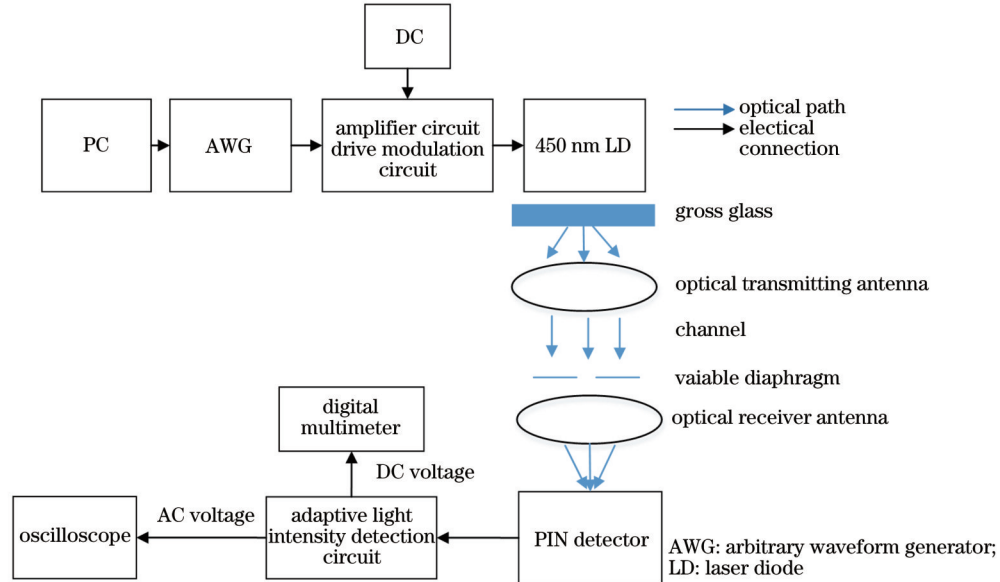 DC
PC
AWG
amplifier circuit
drive modulation
circuit
450 nm LD
optical path
electical
connection
gross glass
optical transmitting antenna
channel
vaiable diaphragm
optical receiver antenna
digital
multimeter
DC voltage
AC voltage
oscilloscope
adaptive light
intensity detection
circuit
PIN detector
AWG: arbitrary waveform generator;
LD: laser diode